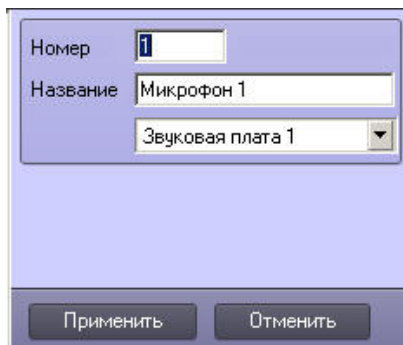 Номер 1
Название Микрофон 1
Звуковая плата 1
Применить Отменить